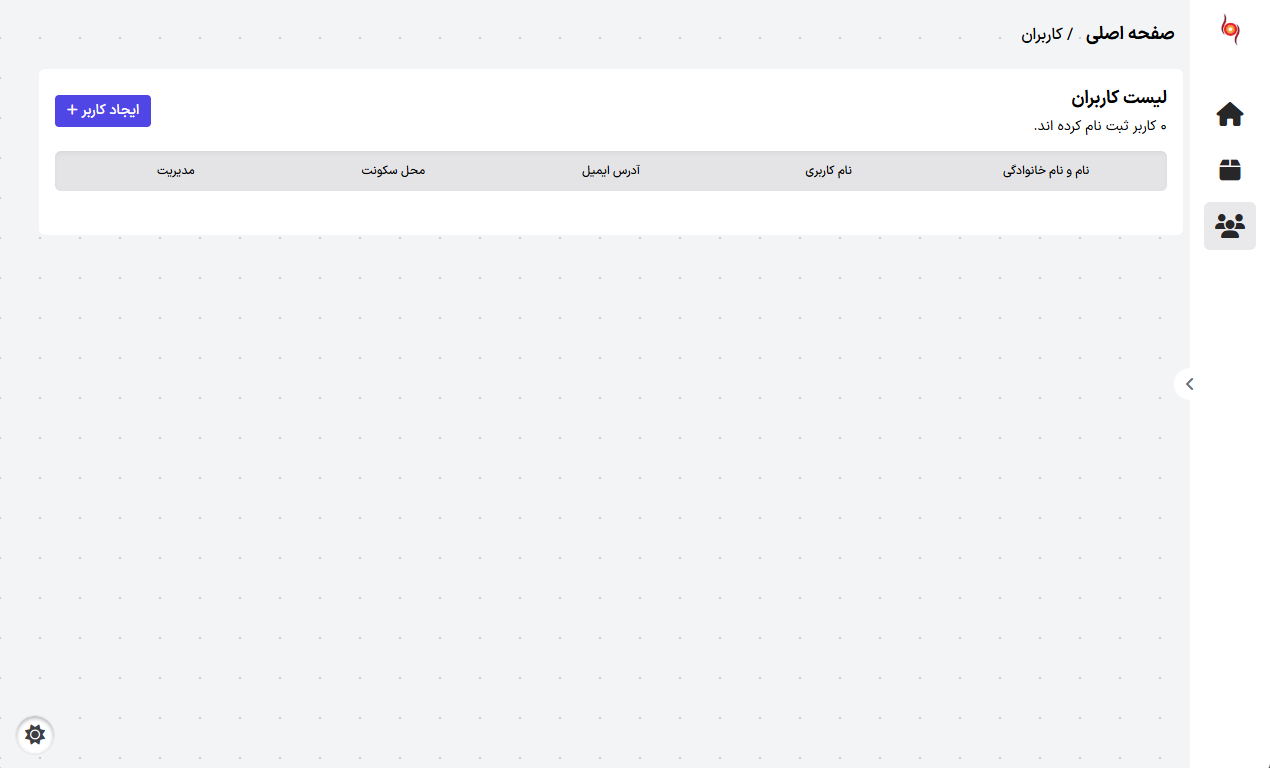 صفحه اصلی / کاربران
لیست کاربران
۰ کاربر ثبت نام کرده اند.
ایجاد کاربر +
نام و نام خانوادگی نام کاربری آدرس ایمیل محل سکونت مدیریت